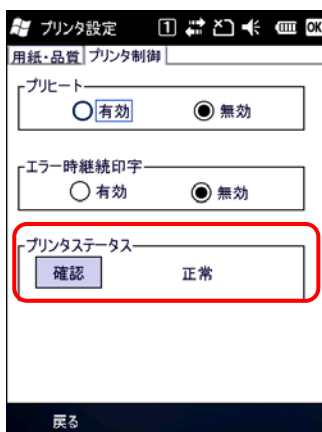 プリンタ設定 1 OK
用紙・品質 プリンタ制御
プリヒート
有効 無効
エラー時継続印字
有効 無効
プリンタステータス
確認 正常
戻る